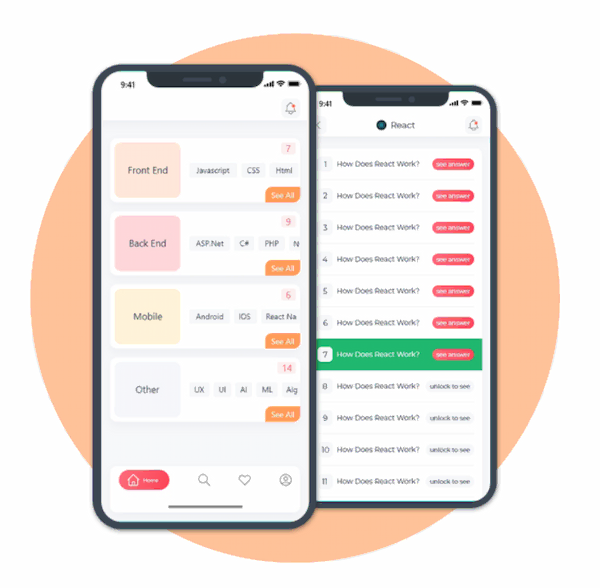 9:41
7
Front End
Javascript CSS Html
See All
9
Back End
ASP.Net C# PHP N
See All
6
Mobile
Android IOS React Na
See All
14
Other
UX UI AI ML Alg
See All
Home
9:41
React
1 How Does React Work? see answer
2 How Does React Work? see answer
3 How Does React Work? see answer
4 How Does React Work? see answer
5 How Does React Work? see answer
6 How Does React Work? see answer
7 How Does React Work? see answer
8 How Does React Work? unlock to see
9 How Does React Work? unlock to see
10 How Does React Work? unlock to see
11 How Does React Work? unlock to see